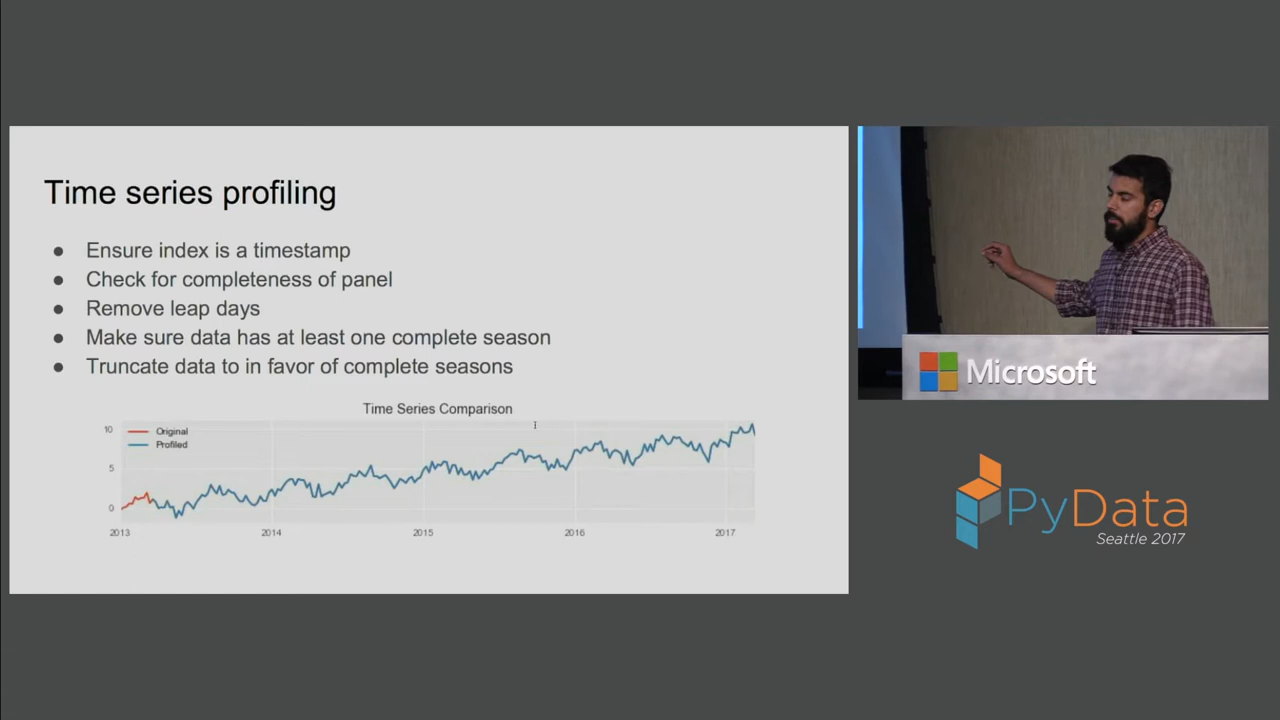 Time series profiling
● Ensure index is a timestamp
● Check for completeness of panel
● Remove leap days
● Make sure data has at least one complete season
● Truncate data to in favor of complete seasons
Time Series Comparison
Original
Profiled
10
5
0
2013 2014 2015 2016 2017
Microsoft
PyData
Seattle 2017